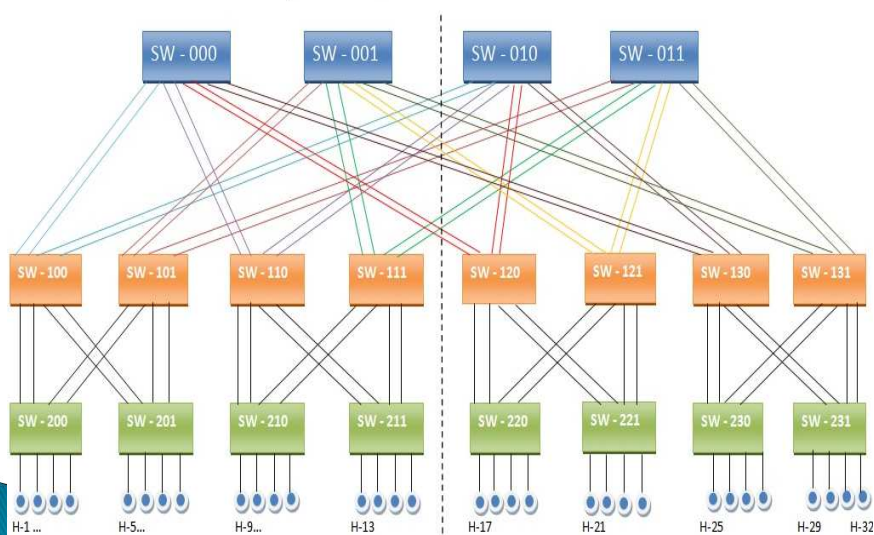 SW - 000 SW - 001 SW - 010 SW - 011
SW - 100 SW - 101 SW - 110 SW - 111 SW - 120 SW - 121 SW - 130 SW - 131
SW - 200 SW - 201 SW - 210 SW - 211 SW - 220 SW - 221 SW - 230 SW - 231
H-1 ... H-5... H-9... H-13 H-17 H-21 H-25 H-29 H-32